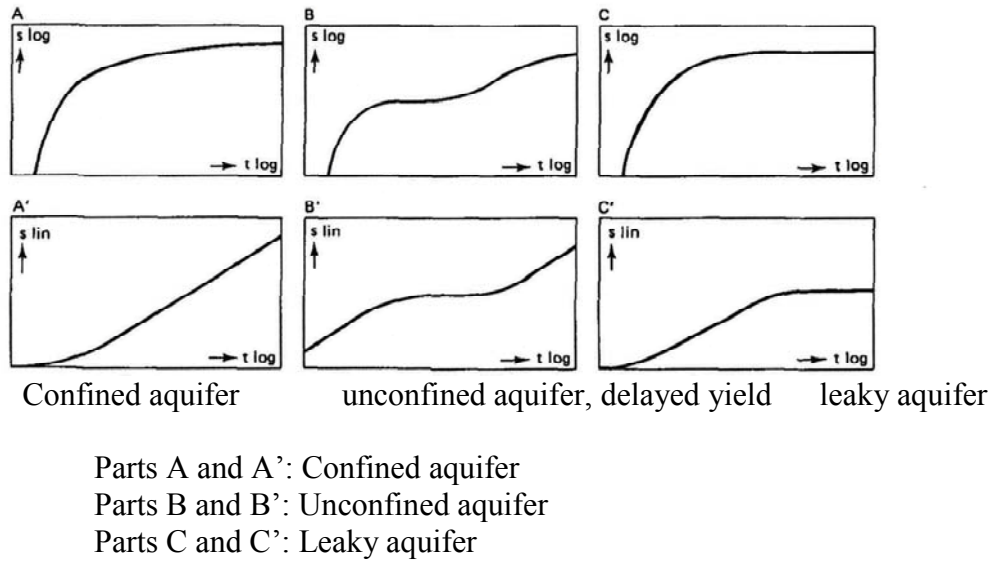 A
s log
t log
B
s log
t log
C
s log
t log
A'
s lin
t log
B'
s lin
t log
C'
s lin
t log
Confined aquifer unconfined aquifer, delayed yield leaky aquifer
Parts A and A’: Confined aquifer
Parts B and B’: Unconfined aquifer
Parts C and C’: Leaky aquifer